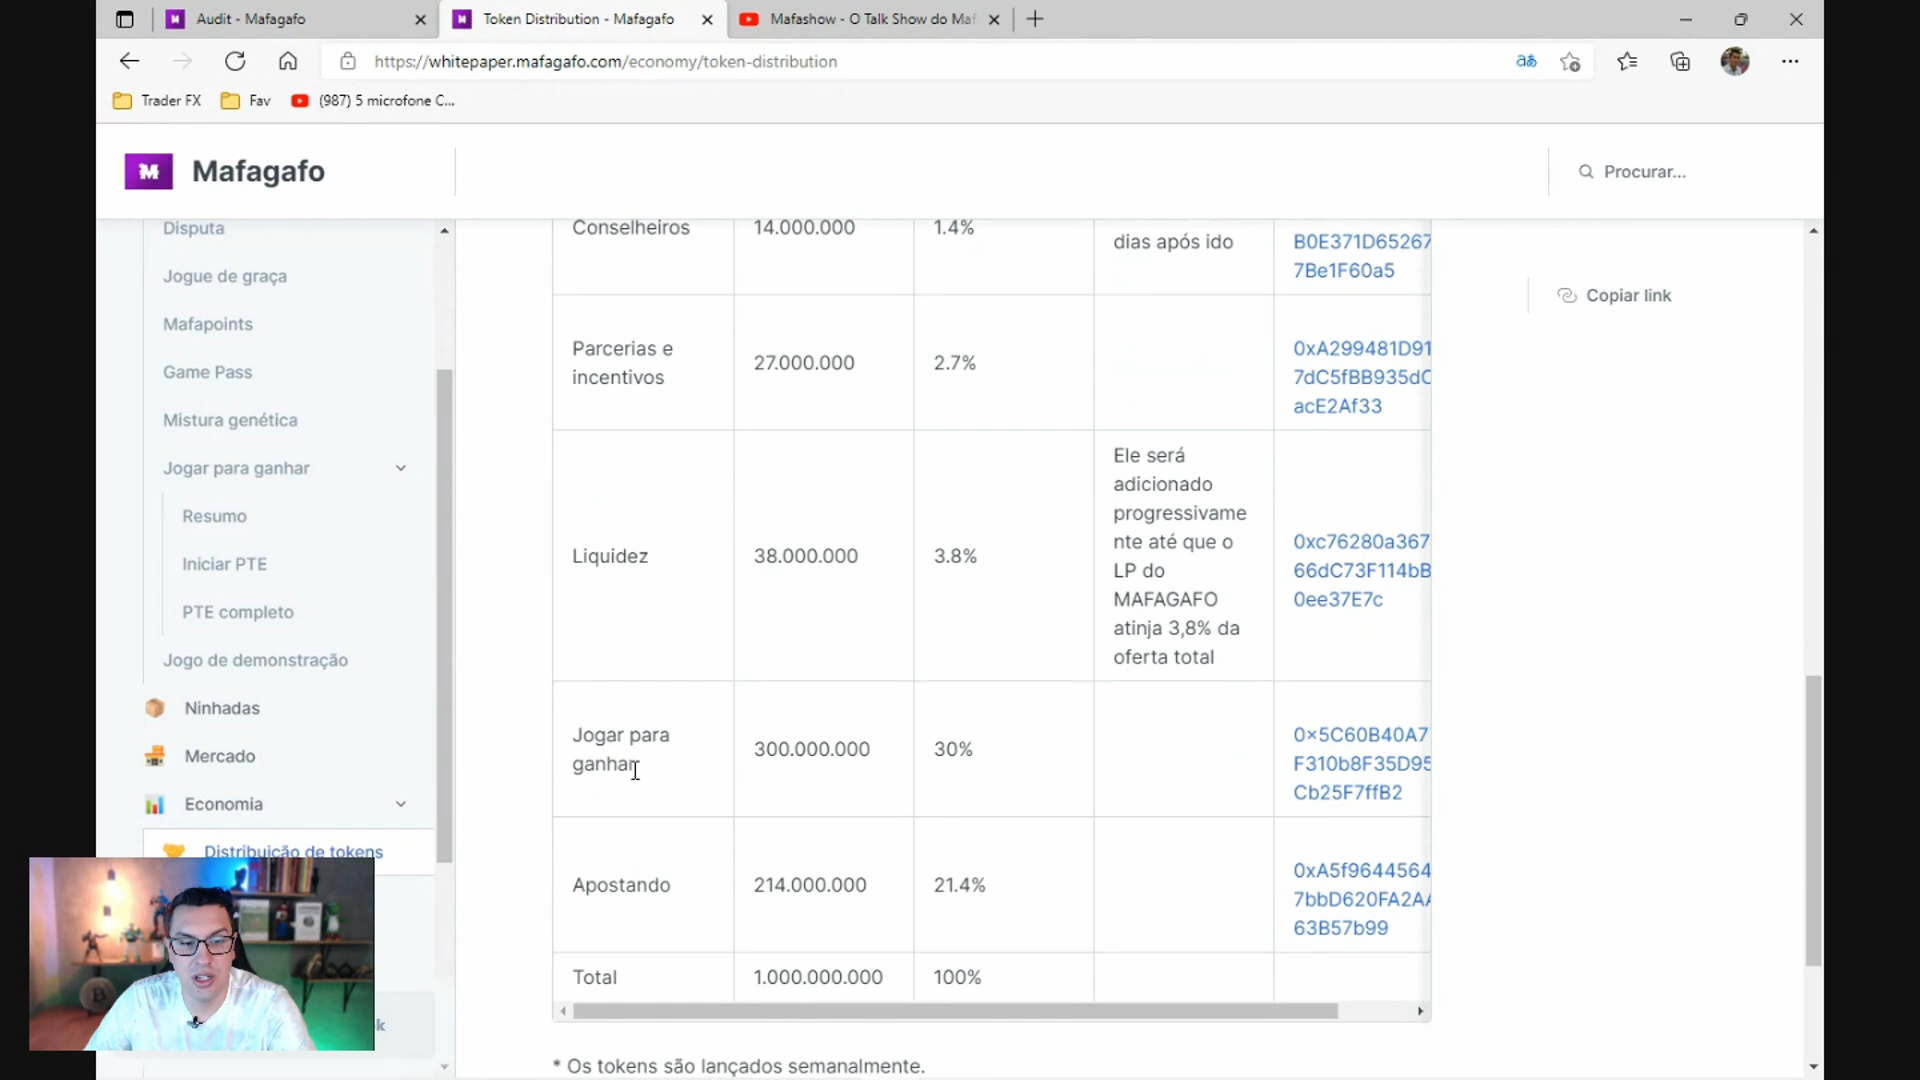 Audit - Mafagafo
Token Distribution - Mafagafo
Mafashow - O Talk Show do Maf
https://whitepaper.mafagafo.com/economy/token-distribution
Trader FX
Fav
(987) 5 microfone C...
Mafagafo
Procurar...
Disputa
Jogue de graça
Mafapoints
Game Pass
Mistura genética
Jogar para ganhar
Resumo
Iniciar PTE
PTE completo
Jogo de demonstração
Ninhadas
Mercado
Economia
Distribuição de tokens
Conselheiros
14.000.000
1.4%
dias após ido
B0E371D65267
7Be1F60a5
Parcerias e
incentivos
27.000.000
2.7%
0xA299481D91
7dC5fBB935dC
acE2Af33
Liquidez
38.000.000
3.8%
Ele será
adicionado
progressivame
nte até que o
LP do
MAFAGAFO
atinja 3,8% da
oferta total
0xc76280a367
66dC73F114bB
0ee37E7c
Jogar para
ganhar
300.000.000
30%
0×5C60B40A7
F310b8F35D95
Cb25F7ffB2
Apostando
214.000.000
21.4%
0xA5f9644564
7bbD620FA2AA
63B57b99
Total
1.000.000.000
100%
* Os tokens são lançados semanalmente.
Copiar link